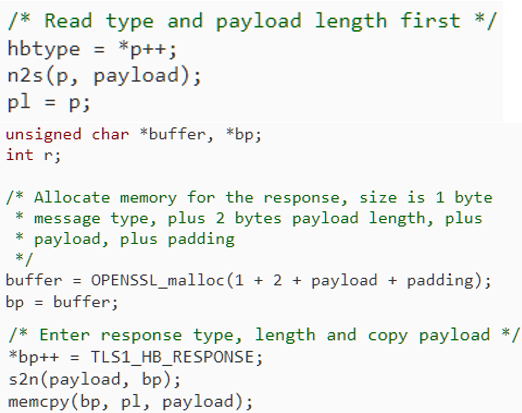 /* Read type and payload length first */
hbtype = *p++;
n2s(p, payload);
pl = p;
unsigned char *buffer, *bp;
int r;
/* Allocate memory for the response, size is 1 byte
 * message type, plus 2 bytes payload length, plus
 * payload, plus padding
 */
buffer = OPENSSL_malloc(1 + 2 + payload + padding);
bp = buffer;
/* Enter response type, length and copy payload */
*bp++ = TLS1_HB_RESPONSE;
s2n(payload, bp);
memcpy(bp, pl, payload);